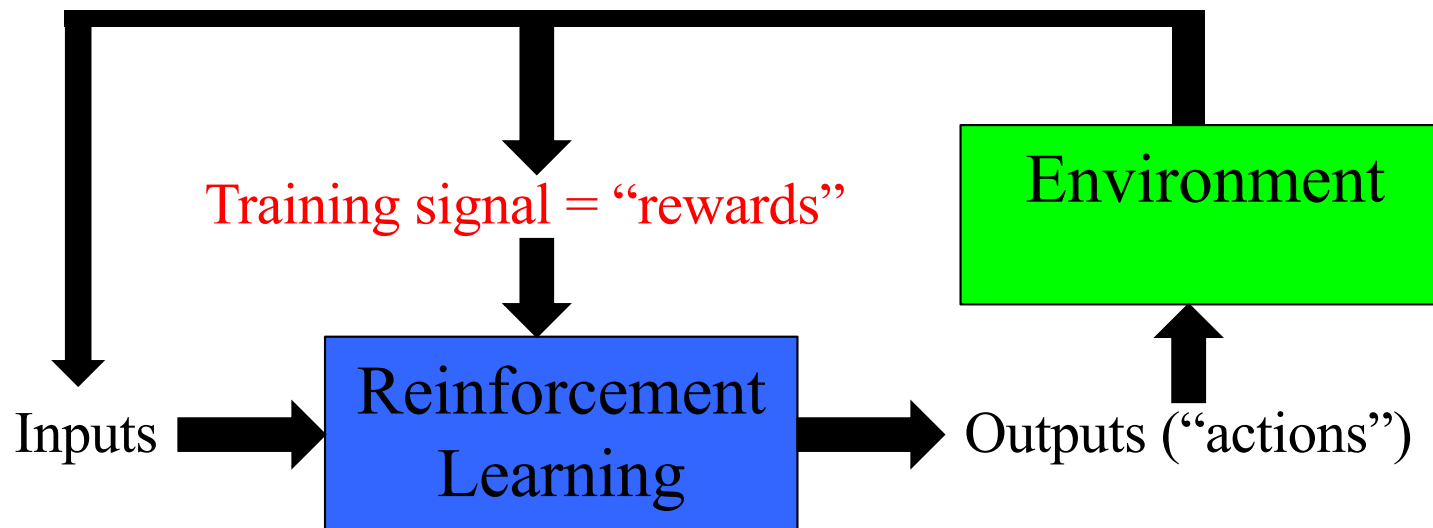 Training signal = “rewards”
Environment
Inputs
Reinforcement
Learning
Outputs (“actions”)